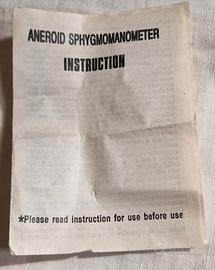 ANEROID SPHYGMOMANOMETER
INSTRUCTION
*Please read instruction for use before use